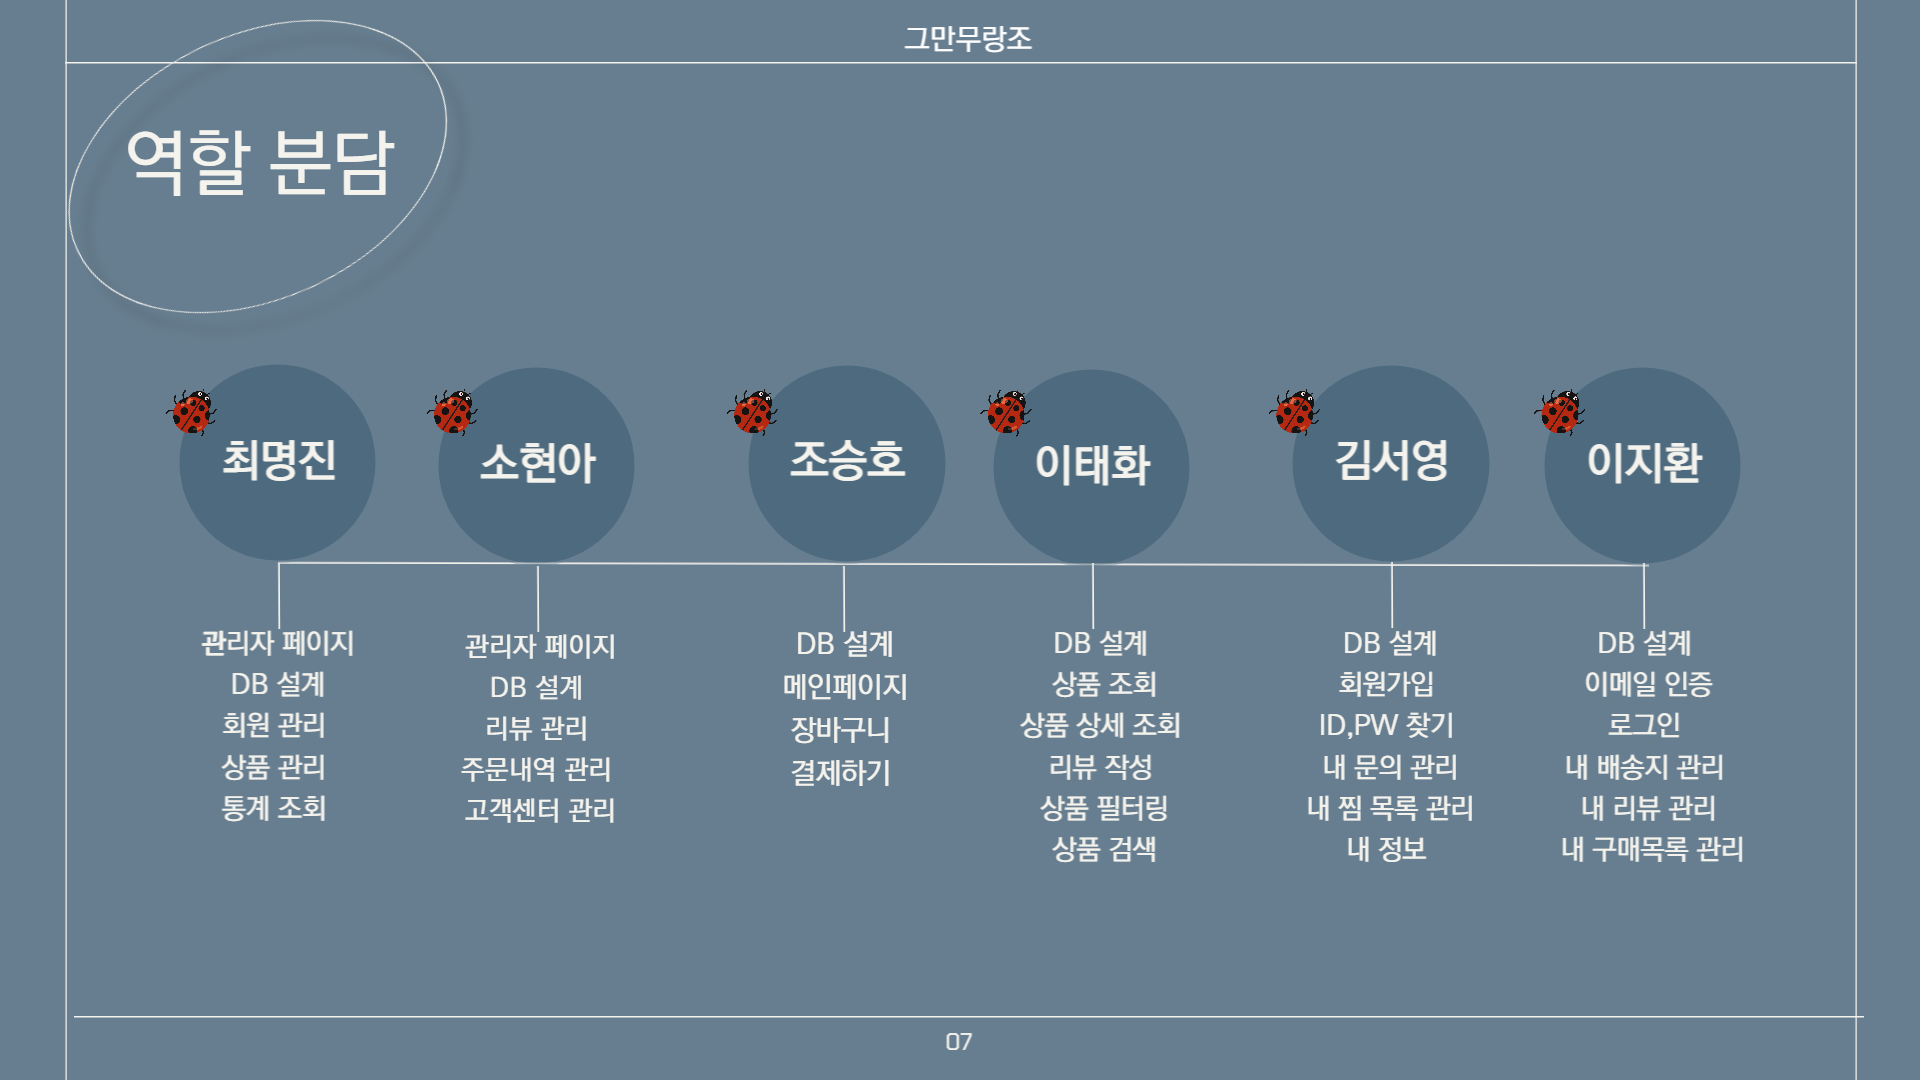 그만무랑조
역할 분담
최명진
관리자 페이지
DB 설계
회원 관리
상품 관리
통계 조회
소현아
관리자 페이지
DB 설계
리뷰 관리
주문내역 관리
고객센터 관리
조승호
DB 설계
메인페이지
장바구니
결제하기
이태화
DB 설계
상품 조회
상품 상세 조회
리뷰 작성
상품 필터링
상품 검색
김서영
DB 설계
회원가입
ID,PW 찾기
내 문의 관리
내 찜 목록 관리
내 정보
이지환
DB 설계
이메일 인증
로그인
내 배송지 관리
내 리뷰 관리
내 구매목록 관리
07